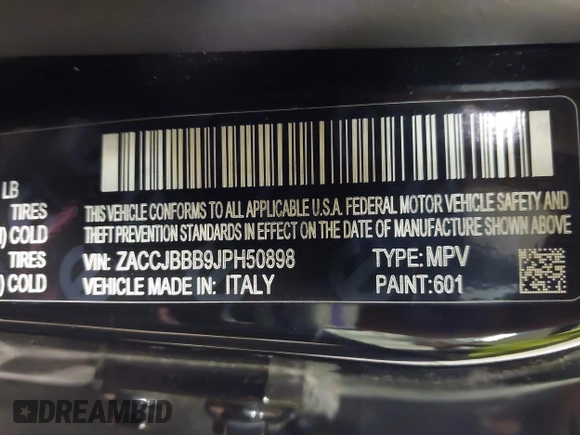 LB
TIRES
) COLD
TIRES
) COLD
THIS VEHICLE CONFORMS TO ALL APPLICABLE U.S.A. FEDERAL MOTOR VEHICLE SAFETY AND
THEFT PREVENTION STANDARDS IN EFFECT ON THE DATE OF MANUFACTURE SHOWN ABOVE
VIN: ZACCJBBB9JPH50898 TYPE:MPV
VEHICLE MADE IN: ITALY PAINT:601
DREAMBID